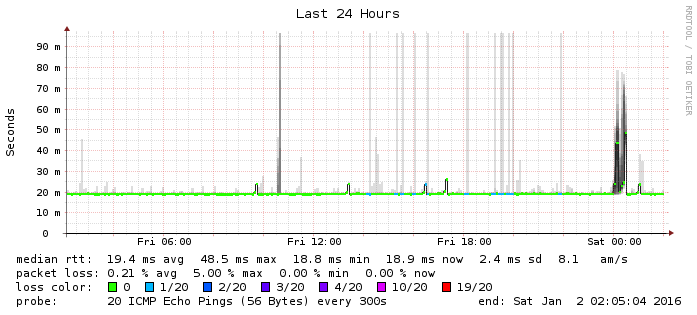 Last 24 Hours
RRDTOOL / TOBI OETIKER
Seconds
90 m
80 m
70 m
60 m
50 m
40 m
30 m
20 m
10 m
0
Fri 06:00 Fri 12:00 Fri 18:00 Sat 00:00
median rtt: 19.4 ms avg 48.5 ms max 18.8 ms min 18.9 ms now 2.4 ms sd 8.1 am/s
packet loss: 0.21 % avg 5.00 % max 0.00 % min 0.00 % now
loss color: 0 1/20 2/20 3/20 4/20 10/20 19/20
probe: 20 ICMP Echo Pings (56 Bytes) every 300s end: Sat Jan 2 02:05:04 2016